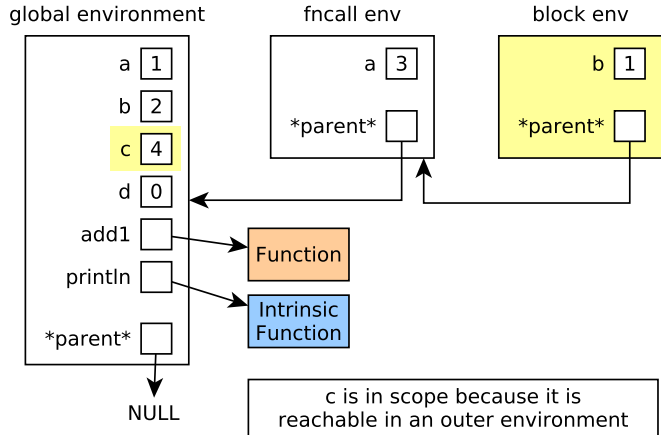 global environment
fncall env
block env
a 1
b 2
c 4
d 0
add1
println
*parent*
NULL
a 3
*parent*
b 1
*parent*
Function
Intrinsic
Function
c is in scope because it is
reachable in an outer environment